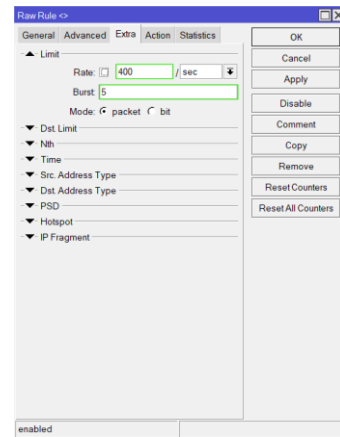 Raw Rule <>
General Advanced Extra Action Statistics
Limit
Rate: 400 / sec
Burst: 5
Mode: packet bit
Dst. Limit
Nth
Time
Src. Address Type
Dst. Address Type
PSD
Hotspot
IP Fragment
OK
Cancel
Apply
Disable
Comment
Copy
Remove
Reset Counters
Reset All Counters
enabled